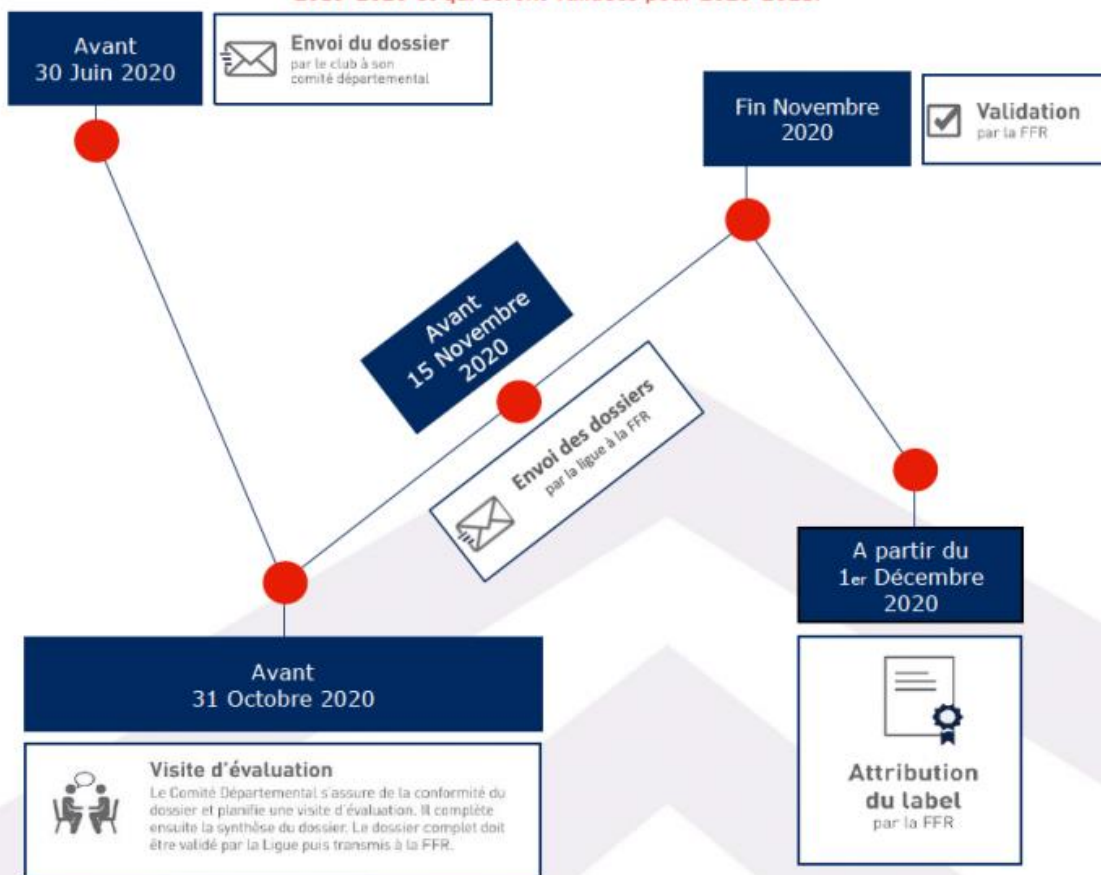 Avant
30 Juin 2020
Envoi du dossier
par le club à son
comité départemental
Fin Novembre
2020
Validation
par la FFR
Avant
15 Novembre
2020
Envoi des dossiers
par la ligue à la FFR
A partir du
1er Décembre
2020
Attribution
du label
par la FFR
Avant
31 Octobre 2020
Visite d'évaluation
Le Comité Départemental s'assure de la conformité du
dossier et planifie une visite d'évaluation. Il complète
ensuite la synthèse du dossier. Le dossier complet doit
être validé par la Ligue puis transmis à la FFR.